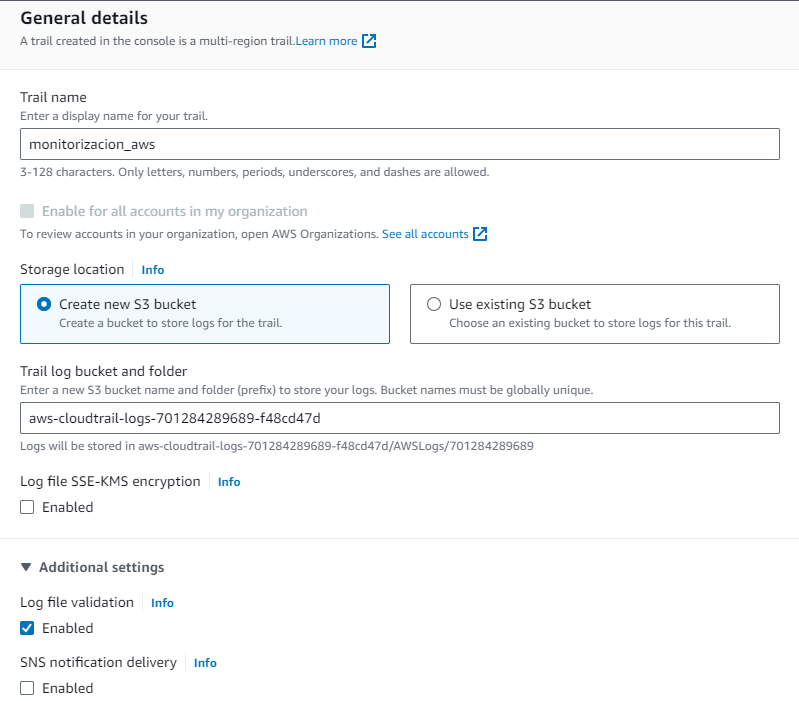 General details
A trail created in the console is a multi-region trail.Learn more
Trail name
Enter a display name for your trail.
monitorizacion_aws
3-128 characters. Only letters, numbers, periods, underscores, and dashes are allowed.
Enable for all accounts in my organization
To review accounts in your organization, open AWS Organizations. See all accounts
Storage location Info
Create new S3 bucket
Create a bucket to store logs for the trail.
Use existing S3 bucket
Choose an existing bucket to store logs for this trail.
Trail log bucket and folder
Enter a new S3 bucket name and folder (prefix) to store your logs. Bucket names must be globally unique.
aws-cloudtrail-logs-701284289689-f48cd47d
Logs will be stored in aws-cloudtrail-logs-701284289689-f48cd47d/AWSLogs/701284289689
Log file SSE-KMS encryption Info
Enabled
Additional settings
Log file validation Info
Enabled
SNS notification delivery Info
Enabled